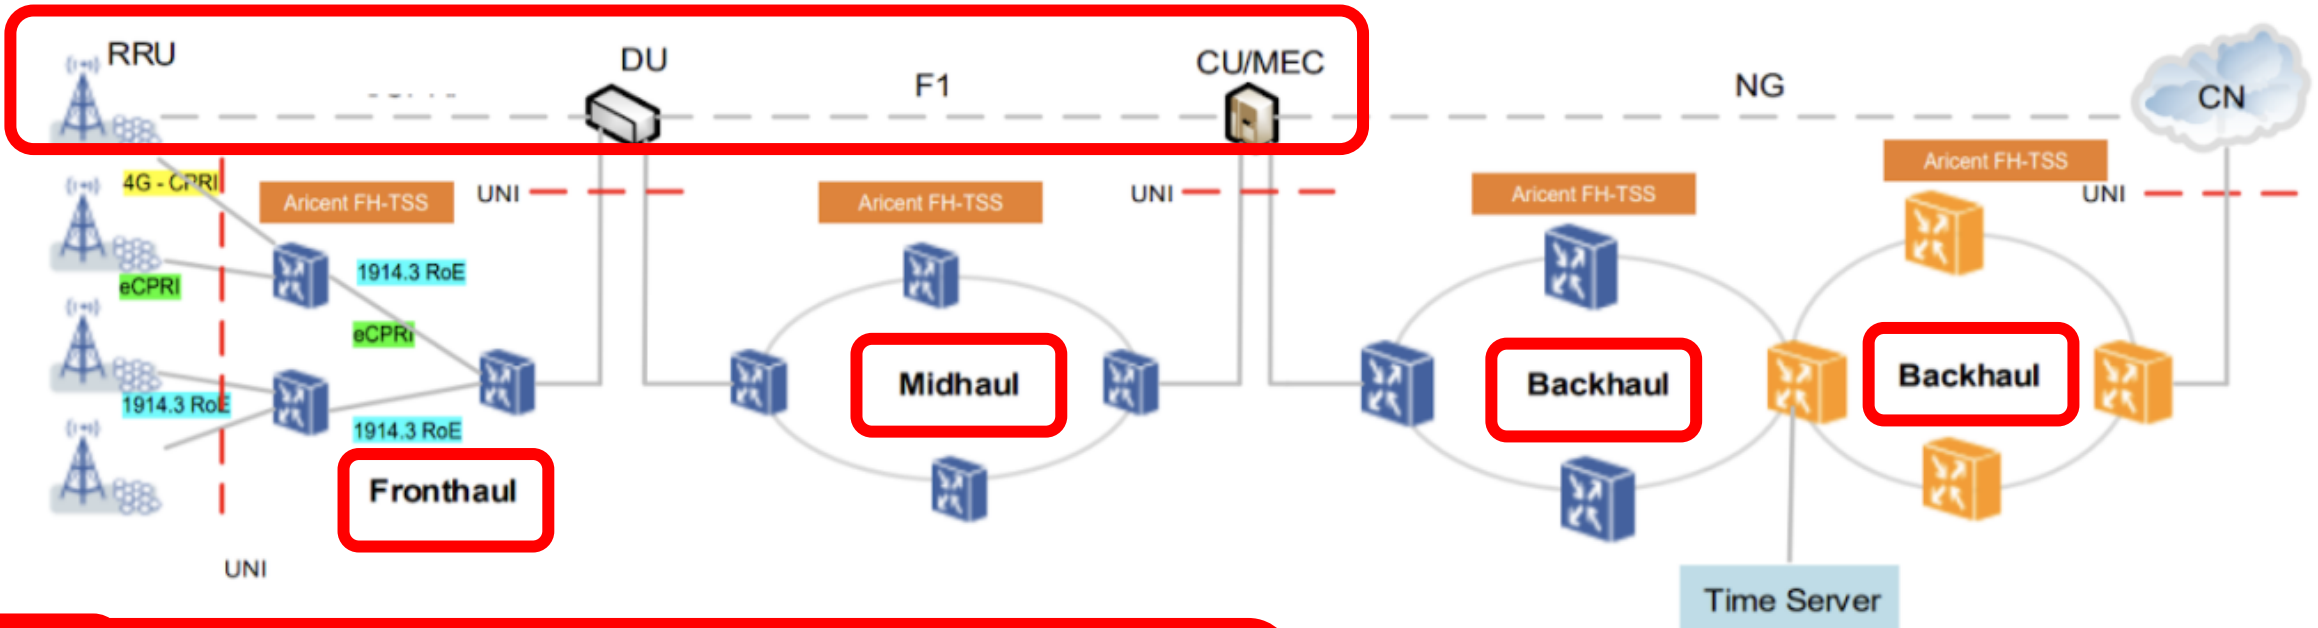 RRU
DU
F1
CU/MEC
NG
CN
4G - CPRI
Aricent FH-TSS
UNI
Aricent FH-TSS
UNI
Aricent FH-TSS
Aricent FH-TSS
UNI
eCPRI
1914.3 RoE
eCPRI
1914.3 RoE
1914.3 RoE
Fronthaul
Midhaul
Backhaul
Backhaul
UNI
Time Server